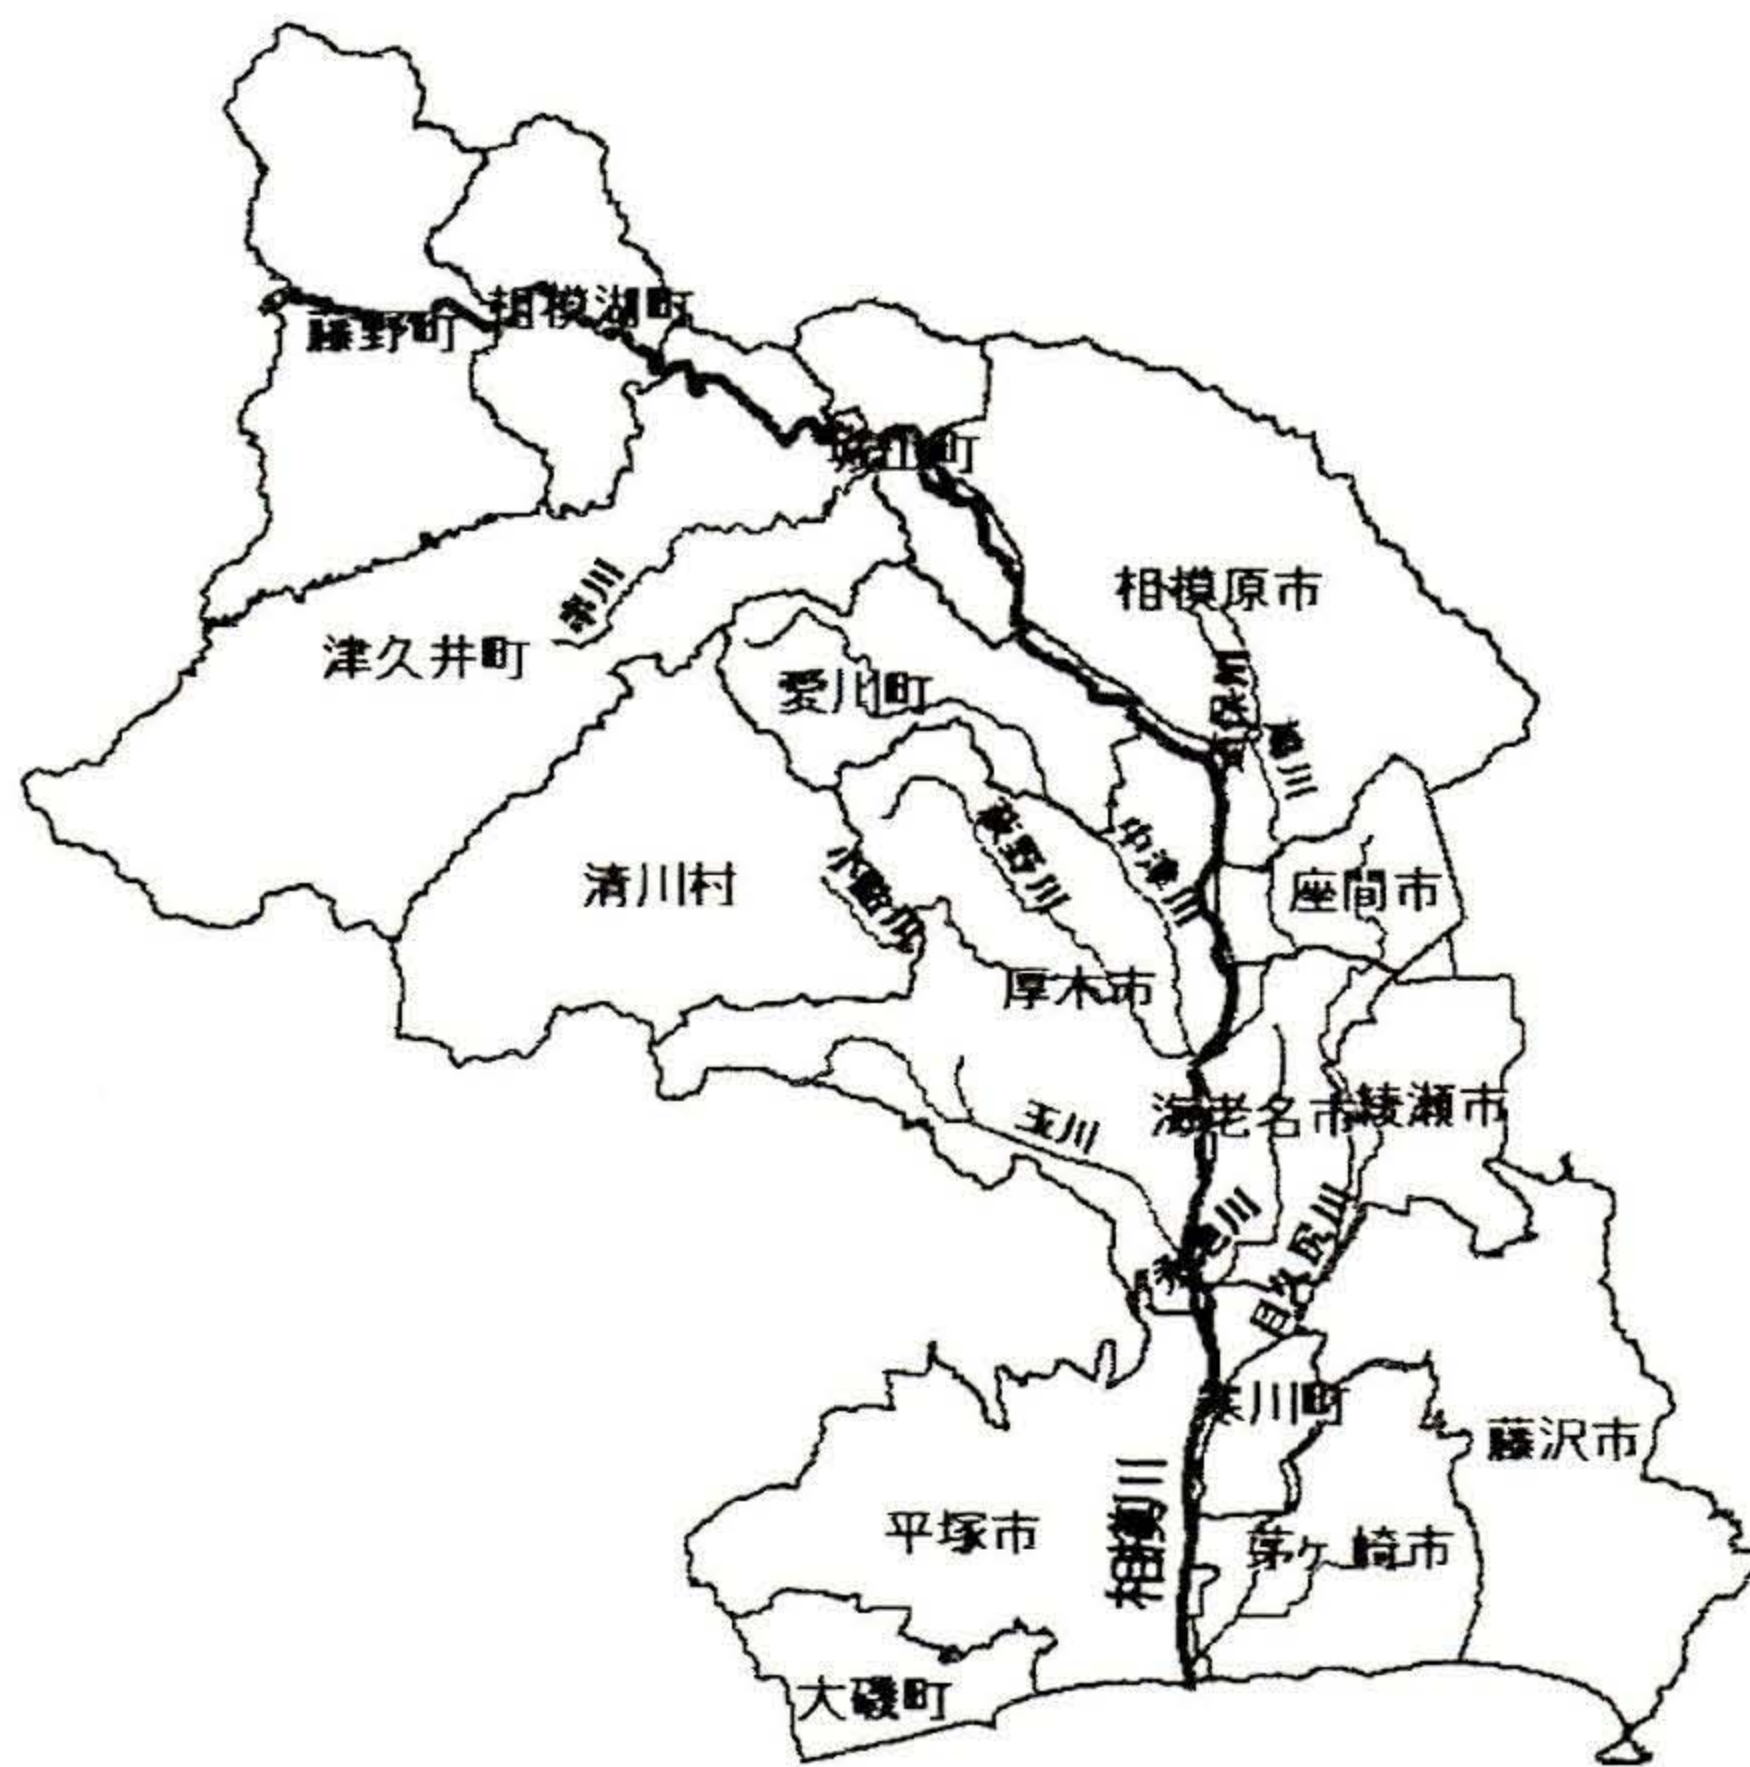 相模湖町
藤野町
城山町
相模原市
串川
津久井町
愛川町
鳩川
中津川
荻野川
小鮎川
清川村
座間市
厚木市
海老名市
綾瀬市
玉川
永池川
目久尻川
寒川町
藤沢市
相模川
平塚市
茅ヶ崎市
大磯町